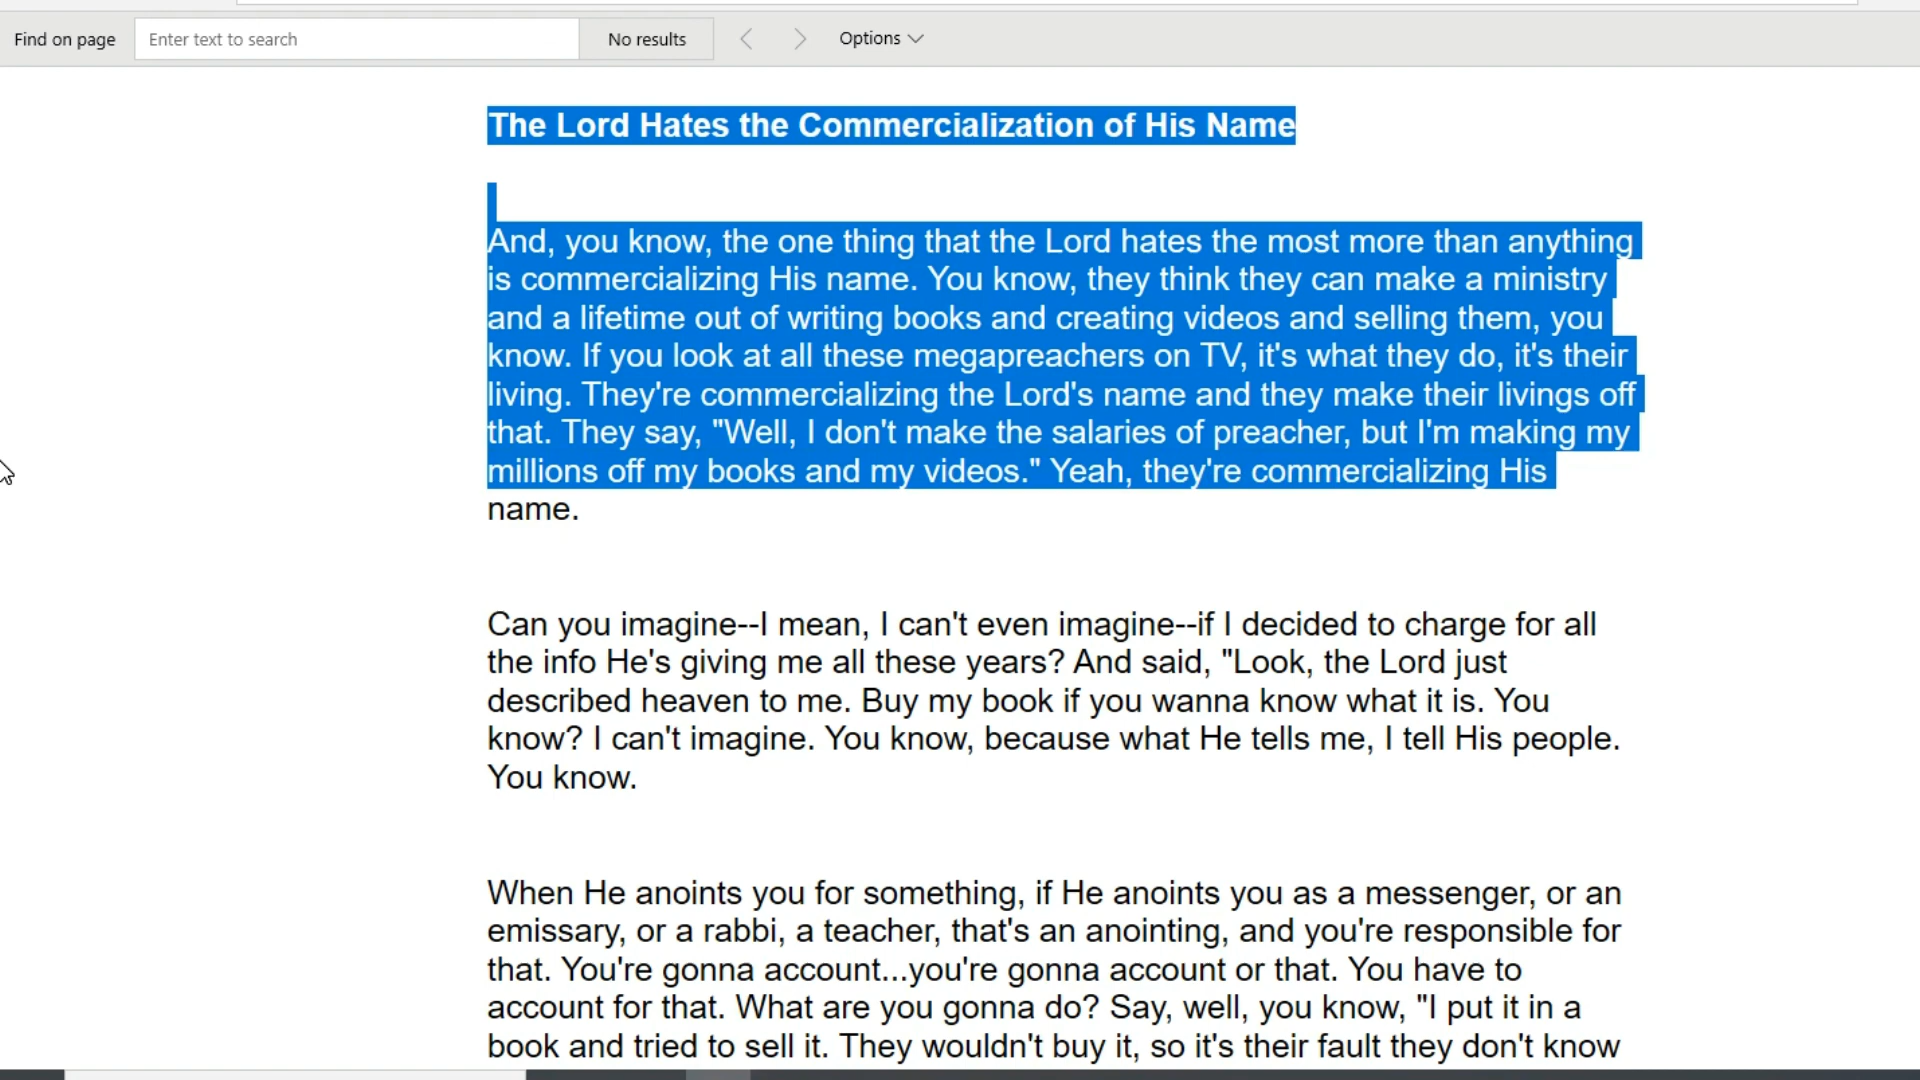 Find on page
Enter text to search
No results
Options
The Lord Hates the Commercialization of His Name
And, you know, the one thing that the Lord hates the most more than anything
is commercializing His name. You know, they think they can make a ministry
and a lifetime out of writing books and creating videos and selling them, you
know. If you look at all these megapreachers on TV, it's what they do, it's their
living. They're commercializing the Lord's name and they make their livings off
that. They say, "Well, I don't make the salaries of preacher, but I'm making my
millions off my books and my videos." Yeah, they're commercializing His
name.
Can you imagine--I mean, I can't even imagine--if I decided to charge for all
the info He's giving me all these years? And said, "Look, the Lord just
described heaven to me. Buy my book if you wanna know what it is. You
know? I can't imagine. You know, because what He tells me, I tell His people.
You know.
When He anoints you for something, if He anoints you as a messenger, or an
emissary, or a rabbi, a teacher, that's an anointing, and you're responsible for
that. You're gonna account...you're gonna account or that. You have to
account for that. What are you gonna do? Say, well, you know, "I put it in a
book and tried to sell it. They wouldn't buy it, so it's their fault they don't know